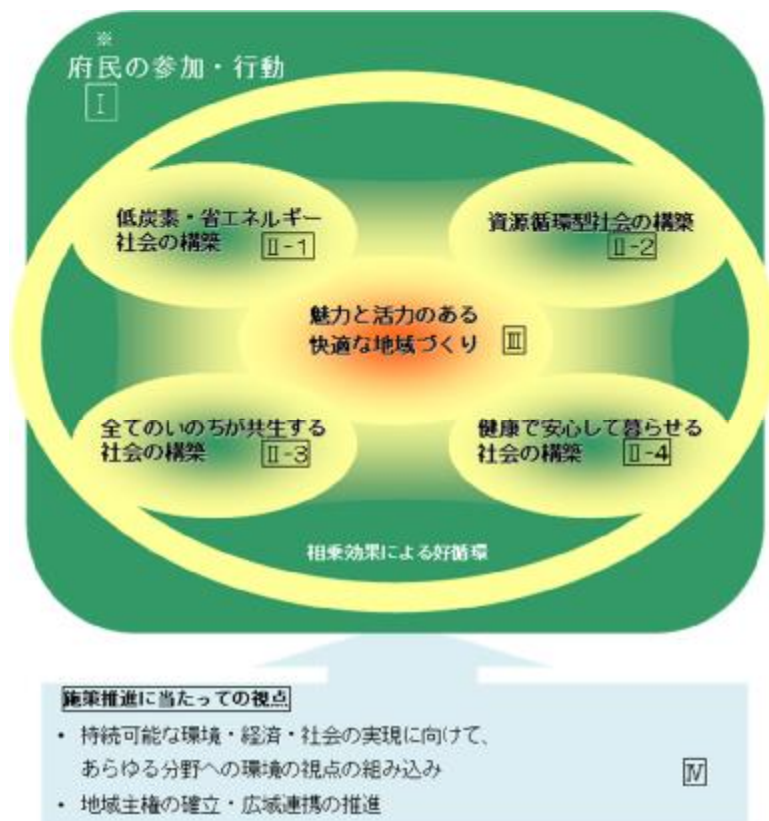 ※
府民の参加・行動
Ⅰ
低炭素・省エネルギー
社会の構築 Ⅱ-1
資源循環型社会の構築
Ⅱ-2
魅力と活力のある
快適な地域づくり Ⅲ
全てのいのちが共生する
社会の構築 Ⅱ-3
健康で安心して暮らせる
社会の構築 Ⅱ-4
相乗効果による好循環
施策推進に当たっての視点
・ 持続可能な環境・経済・社会の実現に向けて、
あらゆる分野への環境の視点の組み込み
Ⅳ
・ 地域主権の確立・広域連携の推進